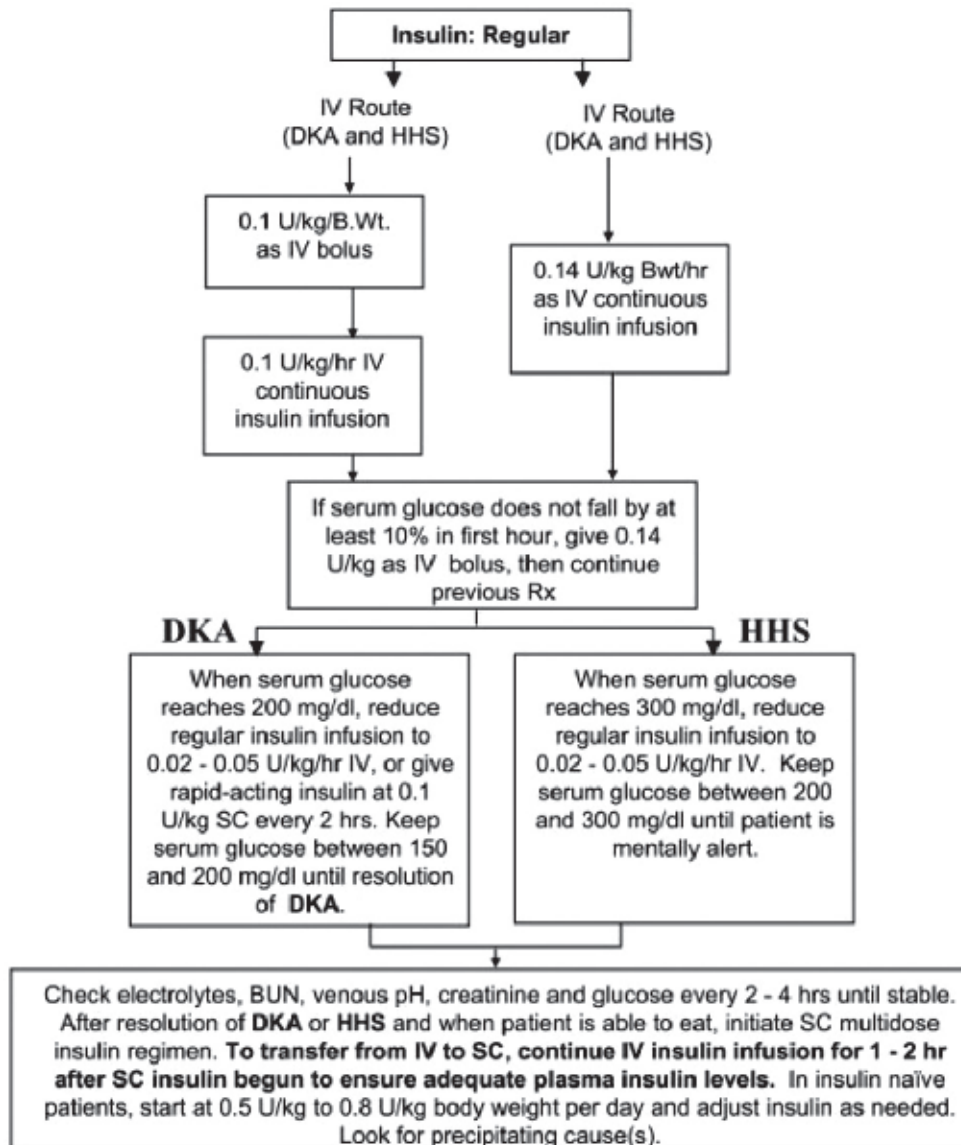 Insulin: Regular
IV Route
(DKA and HHS)
IV Route
(DKA and HHS)
0.1 U/kg/B.Wt.
as IV bolus
0.14 U/kg Bwt/hr
as IV continuous
insulin infusion
0.1 U/kg/hr IV
continuous
insulin infusion
If serum glucose does not fall by at
least 10% in first hour, give 0.14
U/kg as IV bolus, then continue
previous Rx
DKA
When serum glucose
reaches 200 mg/dl, reduce
regular insulin infusion to
0.02 - 0.05 U/kg/hr IV, or give
rapid-acting insulin at 0.1
U/kg SC every 2 hrs. Keep
serum glucose between 150
and 200 mg/dl until resolution
of DKA.
HHS
When serum glucose
reaches 300 mg/dl, reduce
regular insulin infusion to
0.02 - 0.05 U/kg/hr IV. Keep
serum glucose between 200
and 300 mg/dl until patient is
mentally alert.
Check electrolytes, BUN, venous pH, creatinine and glucose every 2 - 4 hrs until stable.
After resolution of DKA or HHS and when patient is able to eat, initiate SC multidose
insulin regimen. To transfer from IV to SC, continue IV insulin infusion for 1 - 2 hr
after SC insulin begun to ensure adequate plasma insulin levels. In insulin naïve
patients, start at 0.5 U/kg to 0.8 U/kg body weight per day and adjust insulin as needed.
Look for precipitating cause(s).